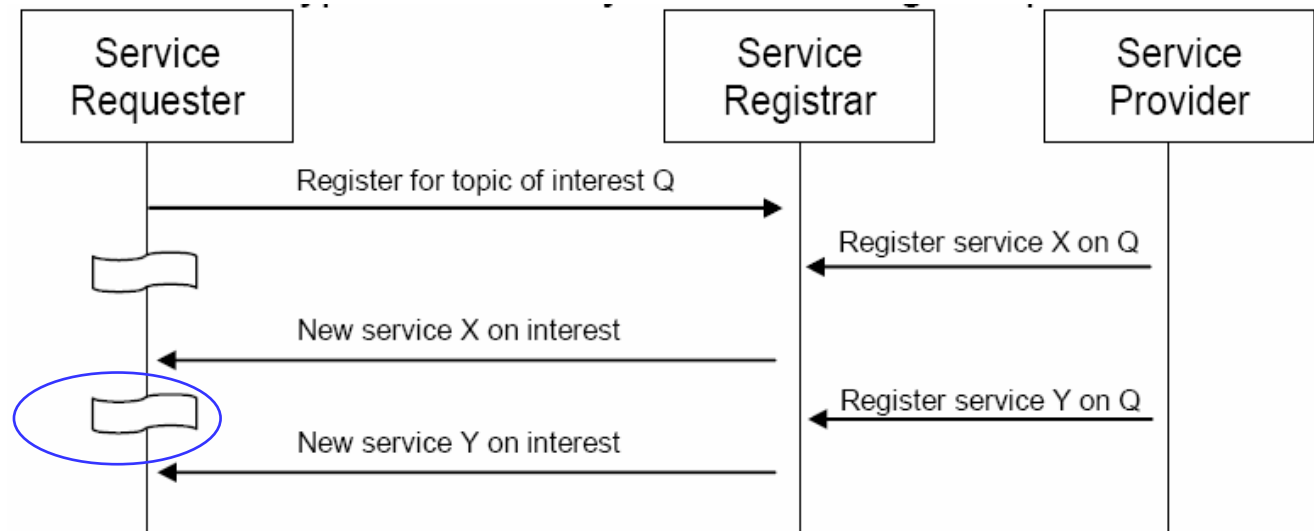 Service
Requester
Service
Registrar
Service
Provider
Register for topic of interest Q
Register service X on Q
New service X on interest
Register service Y on Q
New service Y on interest